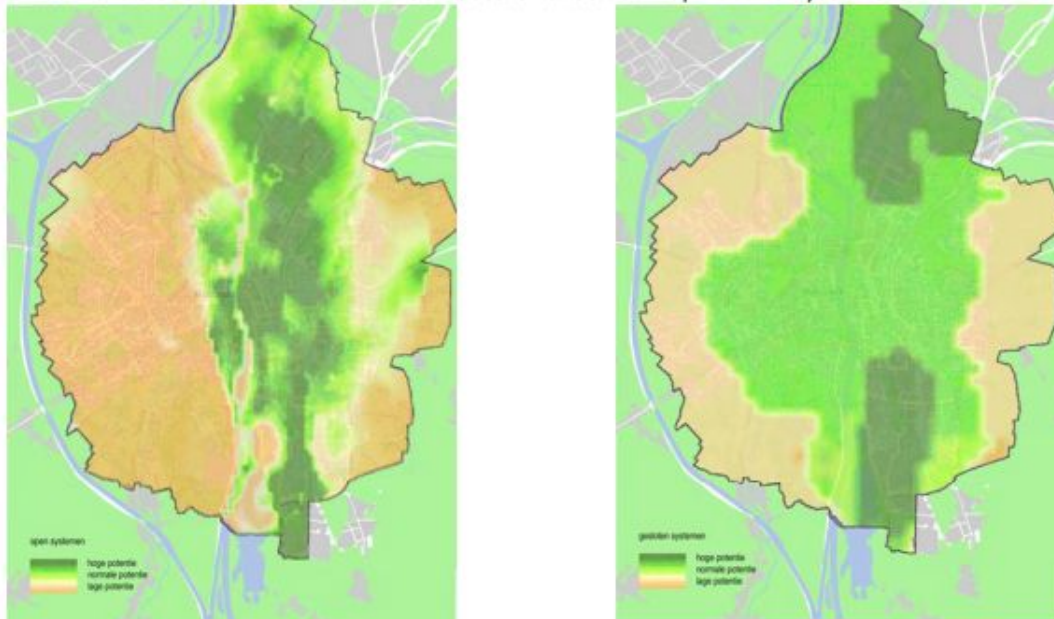 open systemen
hoge potentie
normale potentie
lage potentie
gesloten systemen
hoge potentie
normale potentie
lage potentie